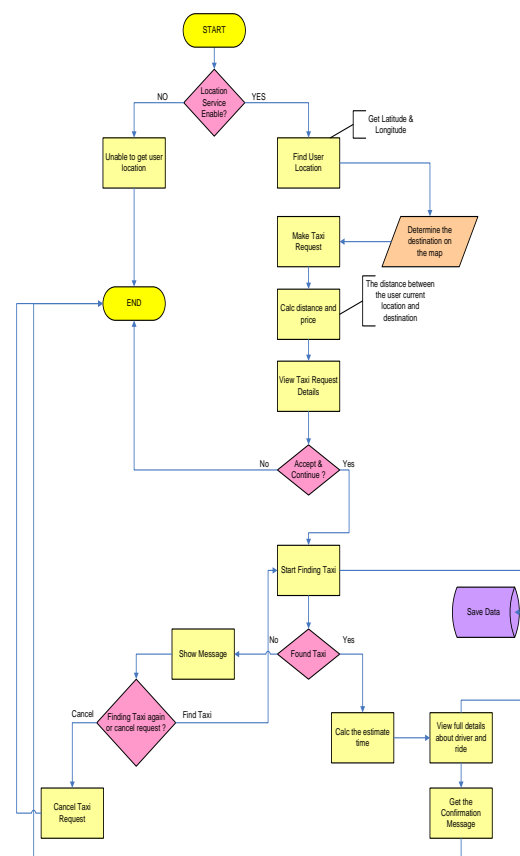 START
Location
Service
Enable?
NO
YES
Get Latitude &
Longitude
Unable to get user
location
Find User
Location
Determine the
destination on
the map
Make Taxi
Request
END
Calc distance and
price
The distance between
the user current
location and
destination
View Taxi Request
Details
Accept &
Continue ?
No
Yes
Start Finding Taxi
Save Data
Found Taxi
No
Yes
Show Message
Finding Taxi again
or cancel request ?
Cancel
Find Taxi
Calc the estimate
time
View full details
about driver and
ride
Cancel Taxi
Request
Get the
Confirmation
Message